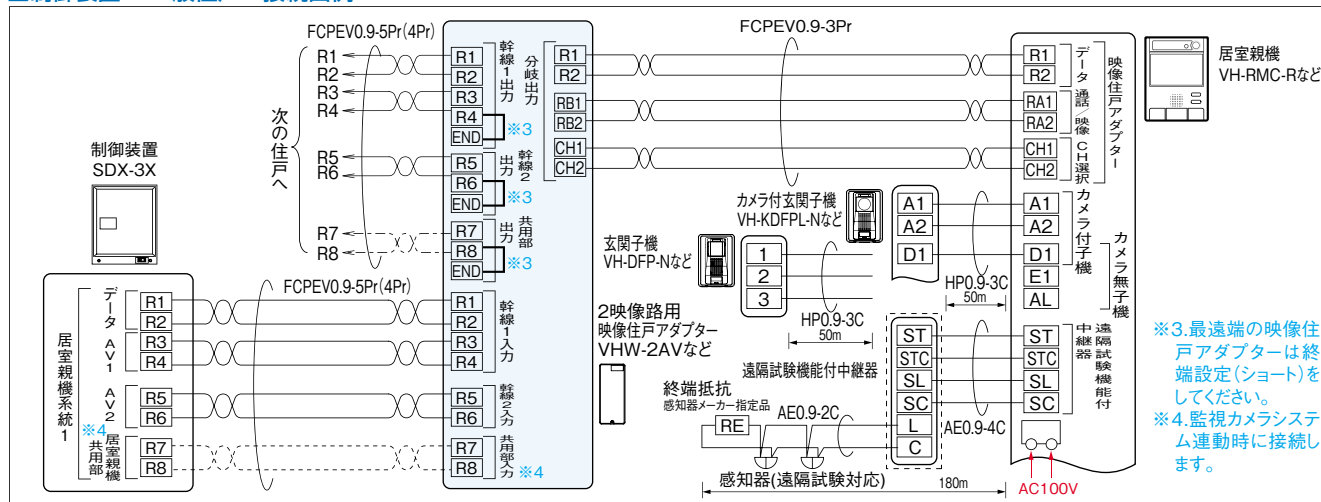 FCPEV0.9-5Pr(4Pr)
FCPEV0.9-3Pr
R1
R2
R3
R4
R5
R6
R7
R8
次の住戸へ
R1
R2
R3
R4
END
※3
幹線1出力
R5
R6
END
※3
幹線2出力
R7
R8
END
※3
共用部出力
分岐出力
R1
R2
RB1
RB2
CH1
CH2
R1
R2
データ
RA1
RA2
通話/映像
CH1
CH2
CH選択
映像住戸アダプター
居室親機
VH-RMC-Rなど
制御装置
SDX-3X
居室親機系統1
データ
R1
R2
AV1
R3
R4
AV2
R5
R6
※4
居室親機
共用部
R7
R8
FCPEV0.9-5Pr(4Pr)
R1
R2
R3
R4
幹線1入力
R5
R6
幹線2入力
R7
R8
共用部入力
※4
2映像路用
映像住戸アダプター
VHW-2AVなど
玄関子機
VH-DFP-Nなど
1
2
3
HP0.9-3C
50m
カメラ付玄関子機
VH-KDFPL-Nなど
A1
A2
D1
HP0.9-3C
50m
A1
A2
D1
E1
AL
カメラ付子機
カメラ無子機
遠隔試験機能付中継器
ST
STC
SL
SC
L
C
AE0.9-4C
ST
STC
SL
SC
遠隔試験機能付
中継器
終端抵抗
感知器メーカー指定品
RE
AE0.9-2C
感知器(遠隔試験対応)
180m
AC100V
※3.最遠端の映像住
戸アダプターは終
端設定(ショート)を
してください。
※4.監視カメラシステ
ム連動時に接続し
ます。